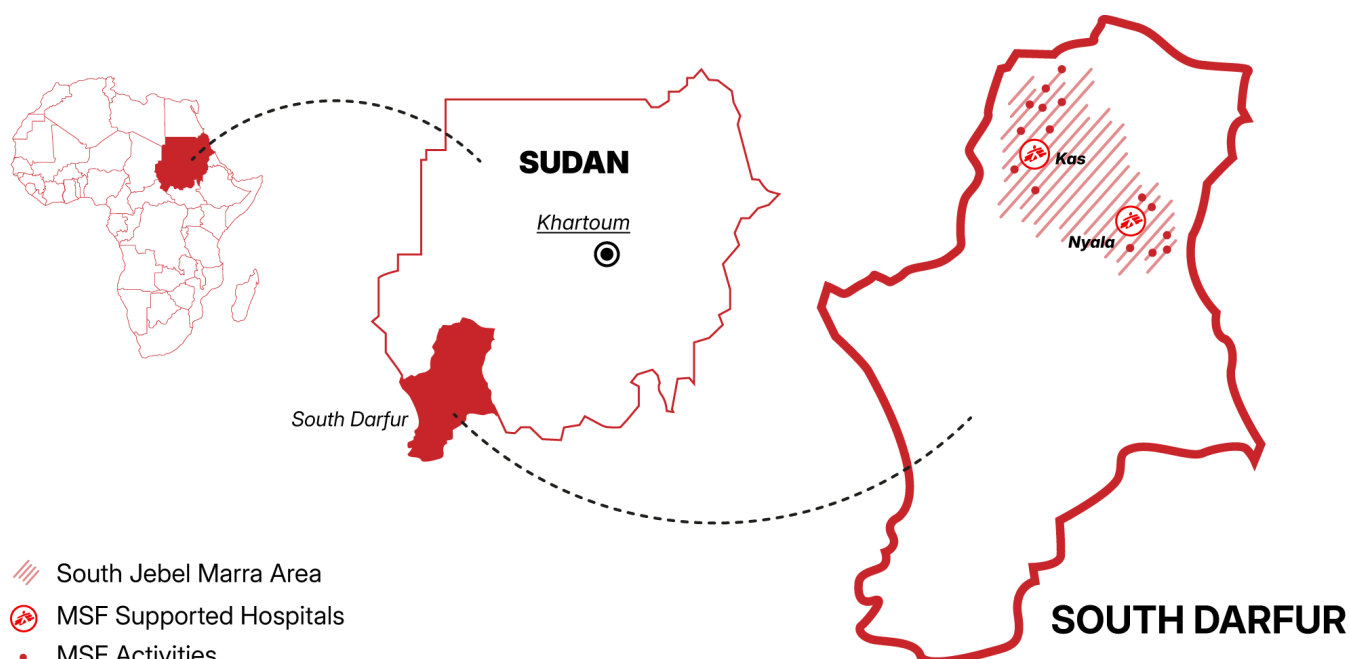 SUDAN
Khartoum
South Darfur
Kas
Nyala
South Jebel Marra Area
MSF Supported Hospitals
MSF Activities
SOUTH DARFUR